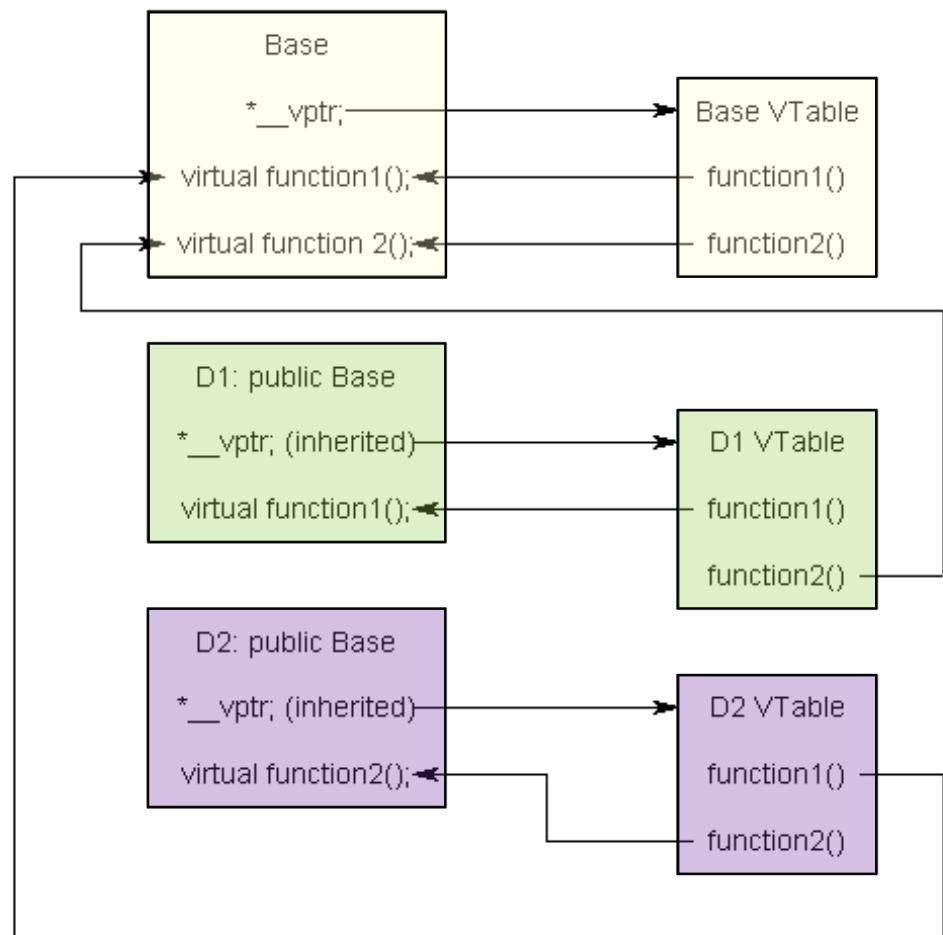 Base
*__vptr;
virtual function1();
virtual function 2();
Base VTable
function1()
function2()
D1: public Base
*__vptr; (inherited)
virtual function1();
D1 VTable
function1()
function2()
D2: public Base
*__vptr; (inherited)
virtual function2();
D2 VTable
function1()
function2()